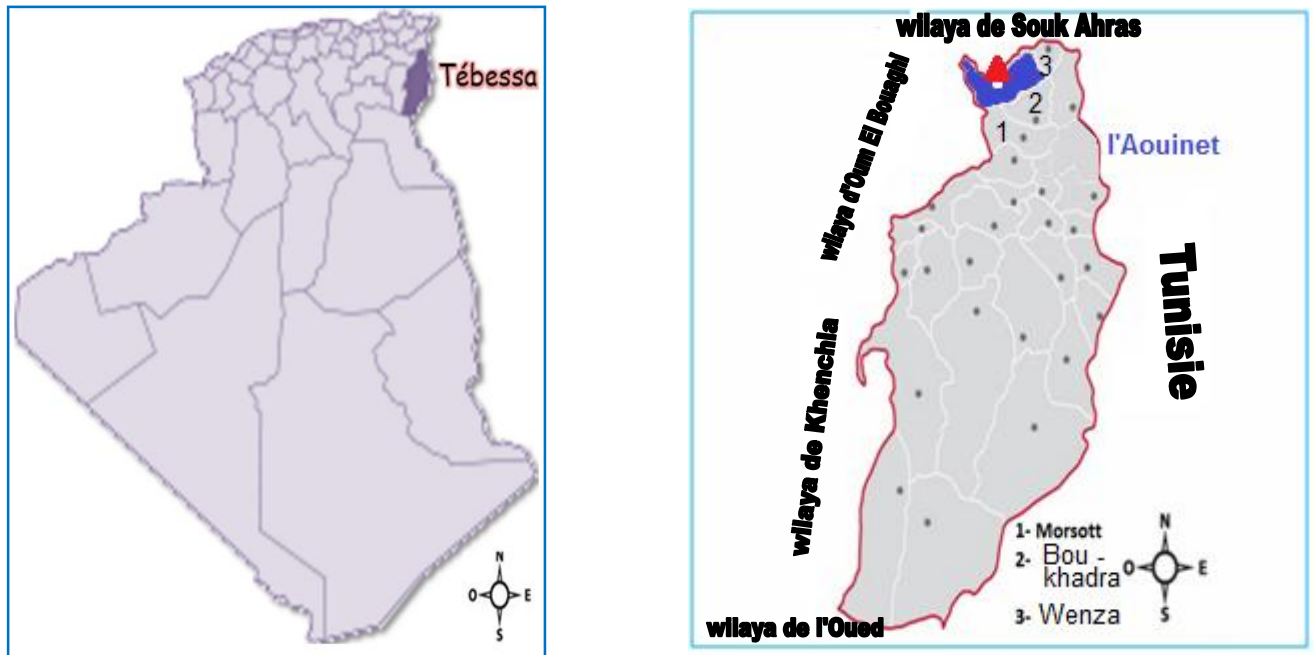 Tébessa
N
O E
S
wilaya de Souk Ahras
wilaya d'Oum El Bouaghi
3
2
1
l'Aouinet
Tunisie
wilaya de Khenchla
1- Morsott
2- Bou -
khadra
3- Wenza
N
O E
S
wilaya de l'Oued